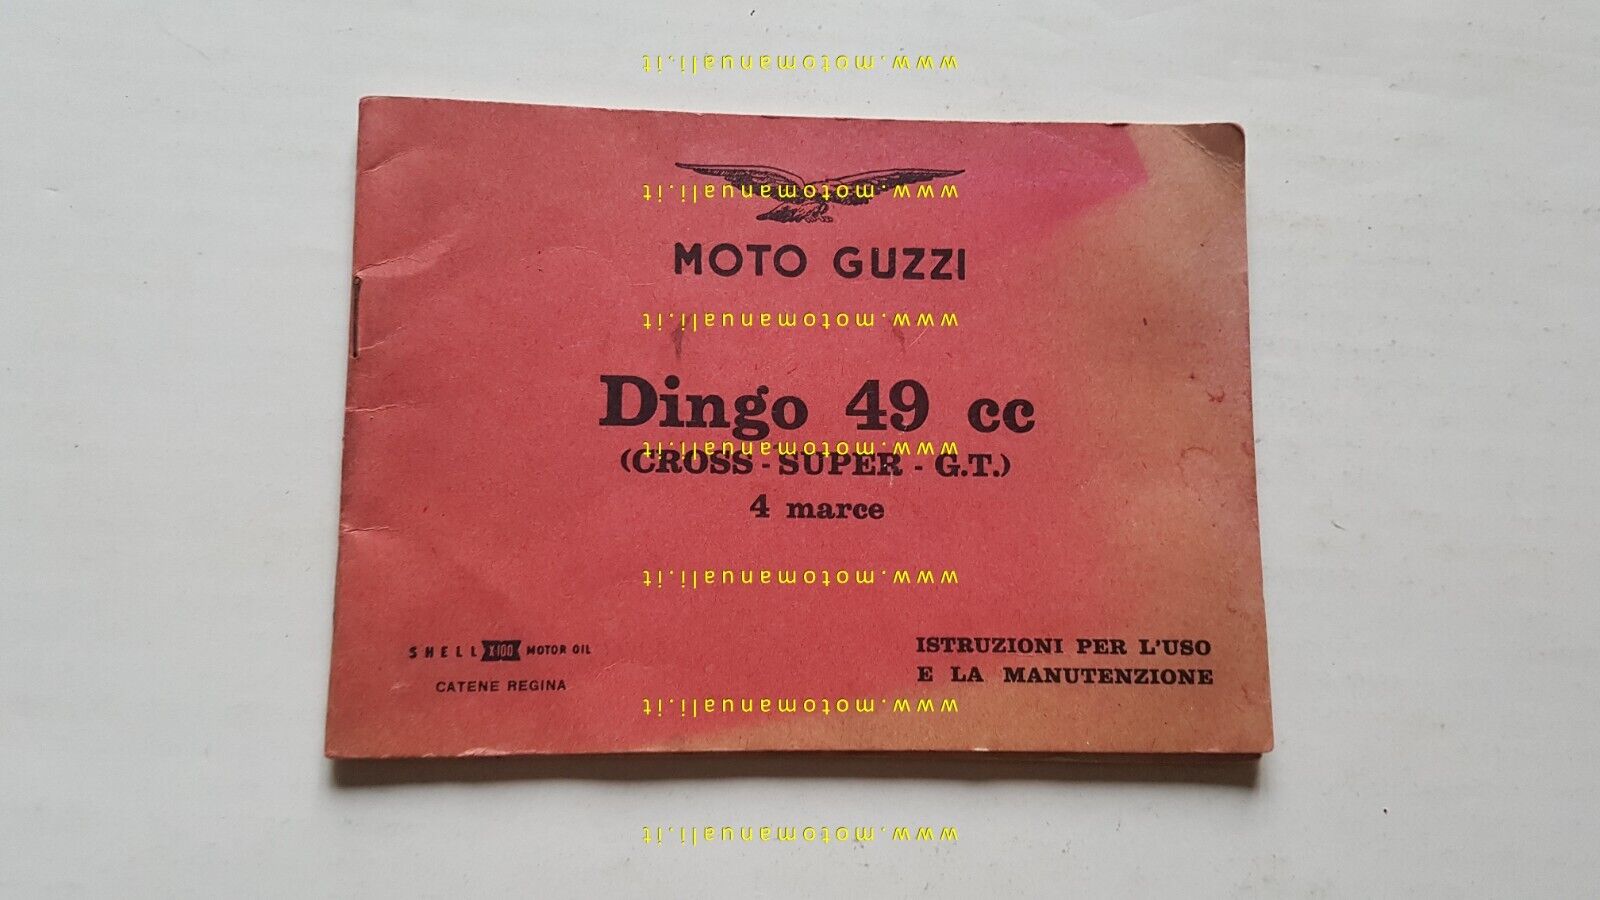 www.motomanuali.it
www.motomanuali.it
MOTO GUZZI
www.motomanuali.it
Dingo 49 cc
www.motomanuali.it
(CROSS - SUPER - G.T.)
4 marce
www.motomanuali.it
SHELL X-100 MOTOR OIL
CATENE REGINA
ISTRUZIONI PER L'USO
E LA MANUTENZIONE
www.motomanuali.it
www.motomanuali.it